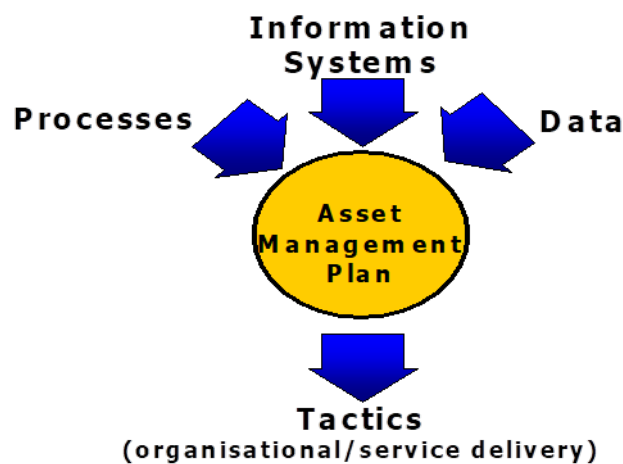 Information
Systems
Processes
Data
Asset
Management
Plan
Tactics
(organisational/service delivery)